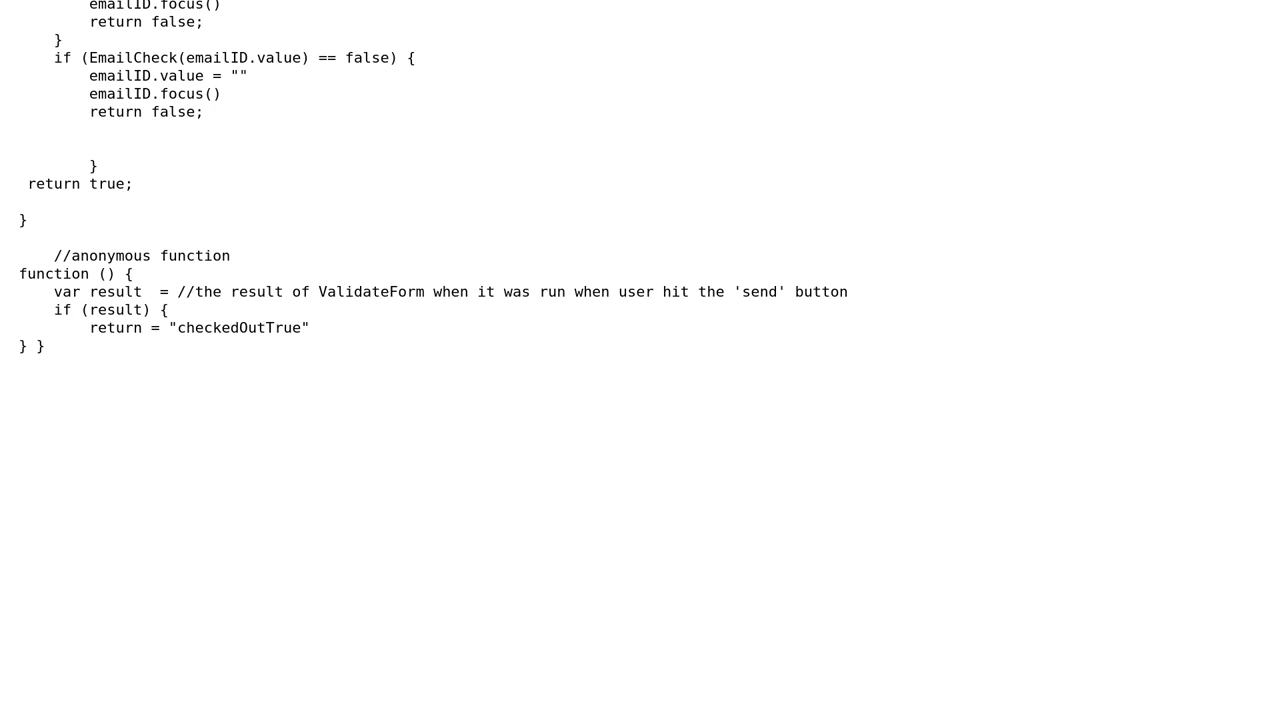 emailID.focus()
        return false;
    }
    if (EmailCheck(emailID.value) == false) {
        emailID.value = ""
        emailID.focus()
        return false;
        }
 return true;
}
    //anonymous function
function () {
    var result  = //the result of ValidateForm when it was run when user hit the 'send' button
    if (result) {
        return = "checkedOutTrue"
} }